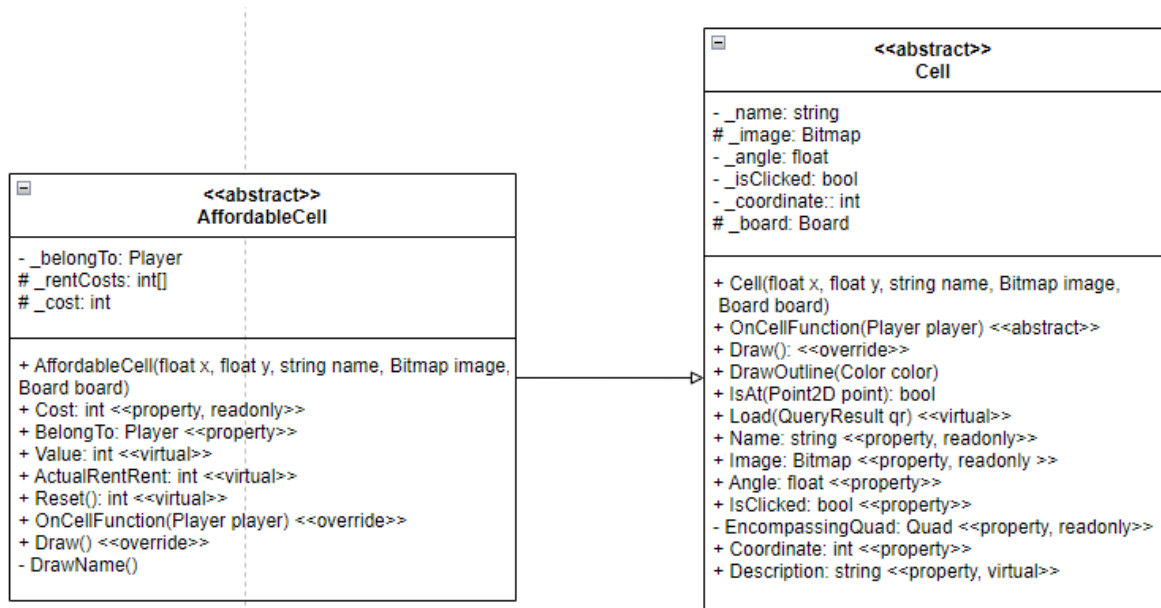 <<abstract>>
AffordableCell
- _belongTo: Player
# _rentCosts: int[]
# _cost: int
+ AffordableCell(float x, float y, string name, Bitmap image,
Board board)
+ Cost: int <<property, readonly>>
+ BelongTo: Player <<property>>
+ Value: int <<virtual>>
+ ActualRentRent: int <<virtual>>
+ Reset(): int <<virtual>>
+ OnCellFunction(Player player) <<override>>
+ Draw() <<override>>
- DrawName()
<<abstract>>
Cell
- _name: string
# _image: Bitmap
- _angle: float
- _isClicked: bool
- _coordinate:: int
# _board: Board
+ Cell(float x, float y, string name, Bitmap image,
Board board)
+ OnCellFunction(Player player) <<abstract>>
+ Draw(): <<override>>
+ DrawOutline(Color color)
+ IsAt(Point2D point): bool
+ Load(QueryResult qr) <<virtual>>
+ Name: string <<property, readonly>>
+ Image: Bitmap <<property, readonly >>
+ Angle: float <<property>>
+ IsClicked: bool <<property>>
- EncompassingQuad: Quad <<property, readonly>>
+ Coordinate: int <<property>>
+ Description: string <<property, virtual>>